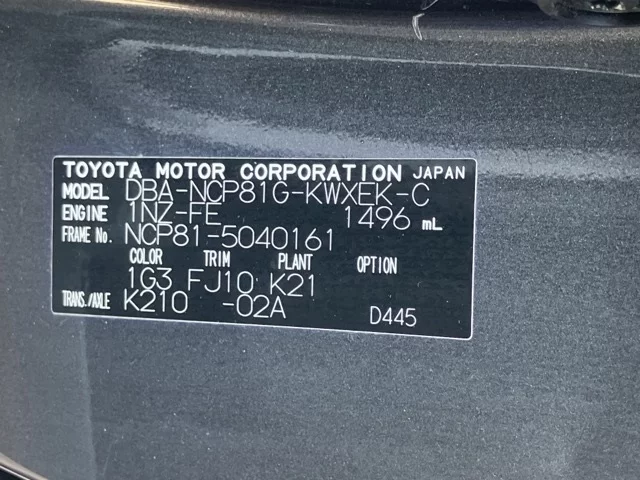 TOYOTA MOTOR CORPORATION JAPAN
MODEL DBA-NCP81G-KWXEK-C
ENGINE 1NZ-FE 1496 mL
FRAME No. NCP81-5040161
COLOR TRIM PLANT OPTION
1G3 FJ10 K21
TRANS./AXLE K210 -02A D445